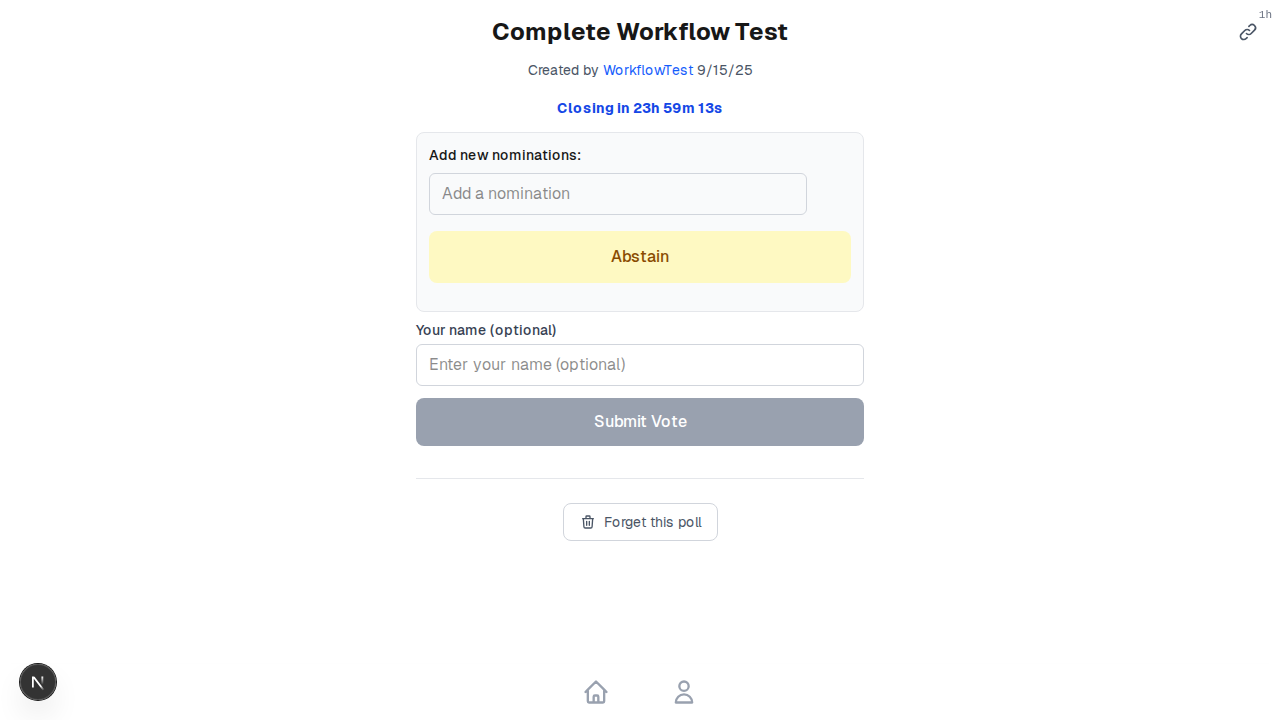 1h
Complete Workflow Test
Created by WorkflowTest 9/15/25
Closing in 23h 59m 13s
Add new nominations:
Add a nomination
Abstain
Your name (optional)
Enter your name (optional)
Submit Vote
Forget this poll
N